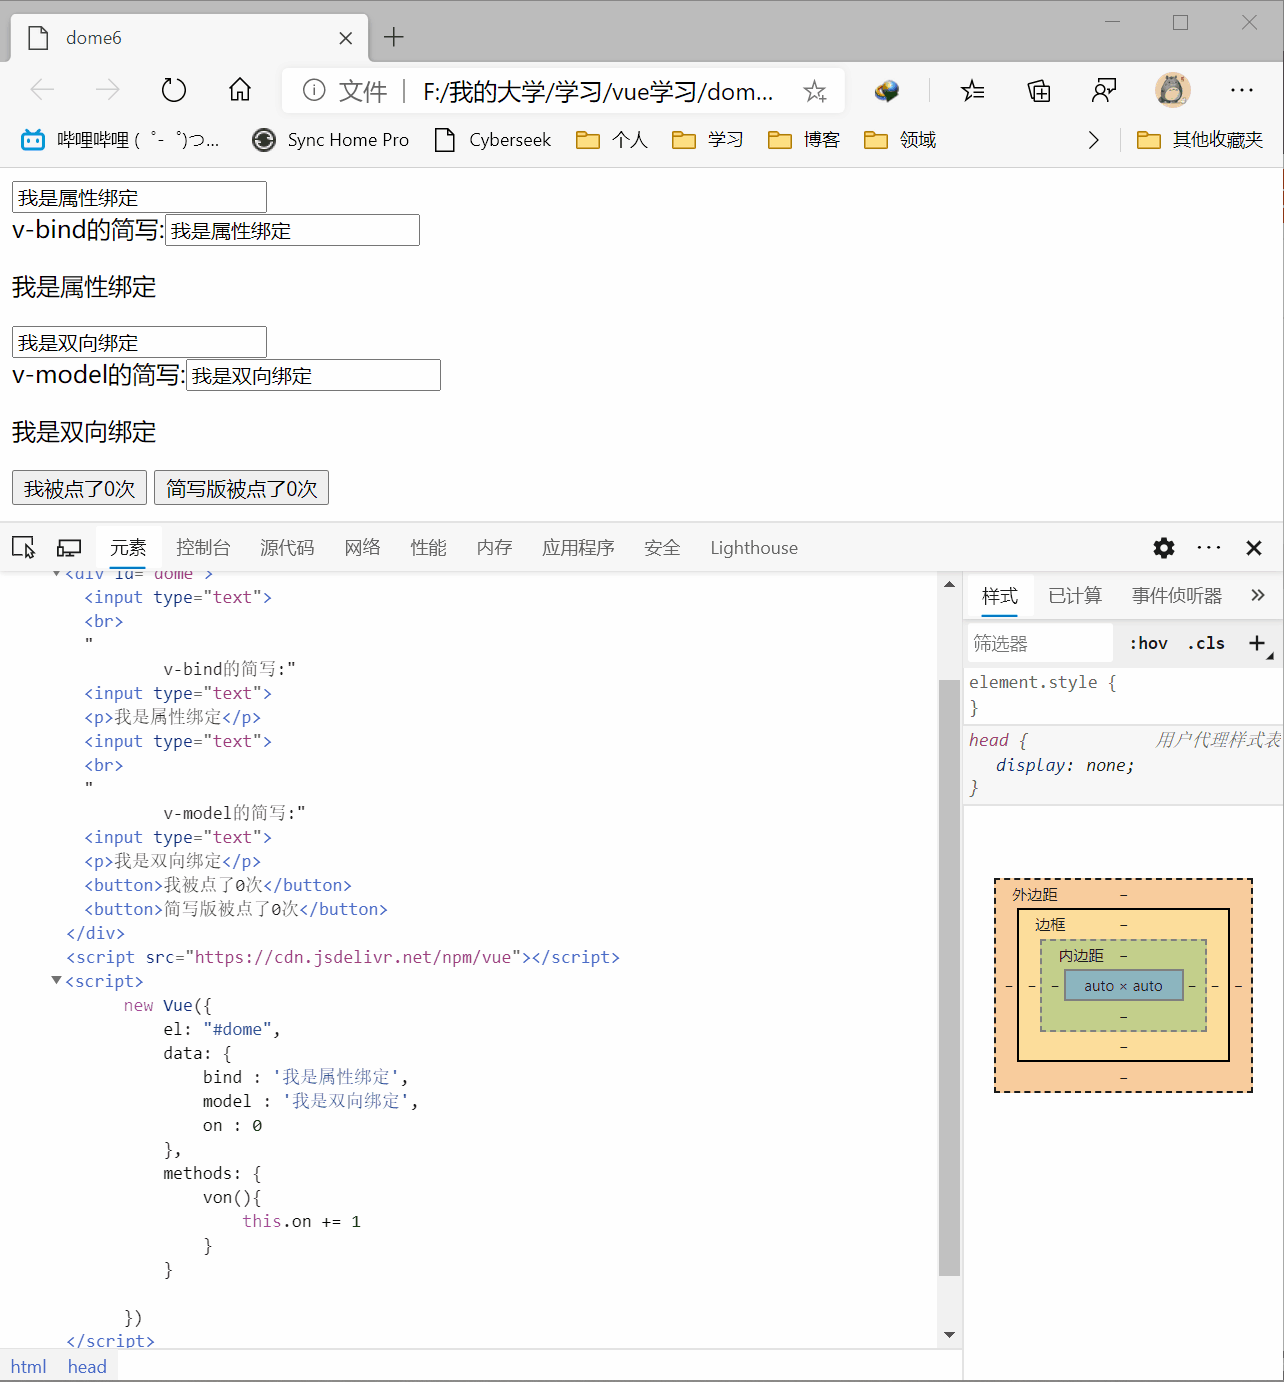 dome6
文件 F:/我的大学/学习/vue学习/dom...
哔哩哔哩 ( ゜- ゜)つ... Sync Home Pro Cyberseek 个人 学习 博客 领域 其他收藏夹
我是属性绑定
v-bind的简写: 我是属性绑定
我是属性绑定
我是双向绑定
v-model的简写: 我是双向绑定
我是双向绑定
我被点了0次 简写版被点了0次
元素 控制台 源代码 网络 性能 内存 应用程序 安全 Lighthouse
<div id="dome">
<input type="text">
<br>
"
v-bind的简写:"
<input type="text">
<p>我是属性绑定</p>
<input type="text">
<br>
"
v-model的简写:"
<input type="text">
<p>我是双向绑定</p>
<button>我被点了0次</button>
<button>简写版被点了0次</button>
</div>
<script src="https://cdn.jsdelivr.net/npm/vue"></script>
<script>
new Vue({
el: "#dome",
data: {
bind : '我是属性绑定',
model : '我是双向绑定',
on : 0
},
methods: {
von(){
this.on += 1
}
}
})
</script>
html head
样式 已计算 事件侦听器 »
筛选器 :hov .cls +
element.style {
}
head { 用户代理样式表
display: none;
}
外边距 –
边框 –
内边距 –
– – – auto × auto – – –
–
–
–